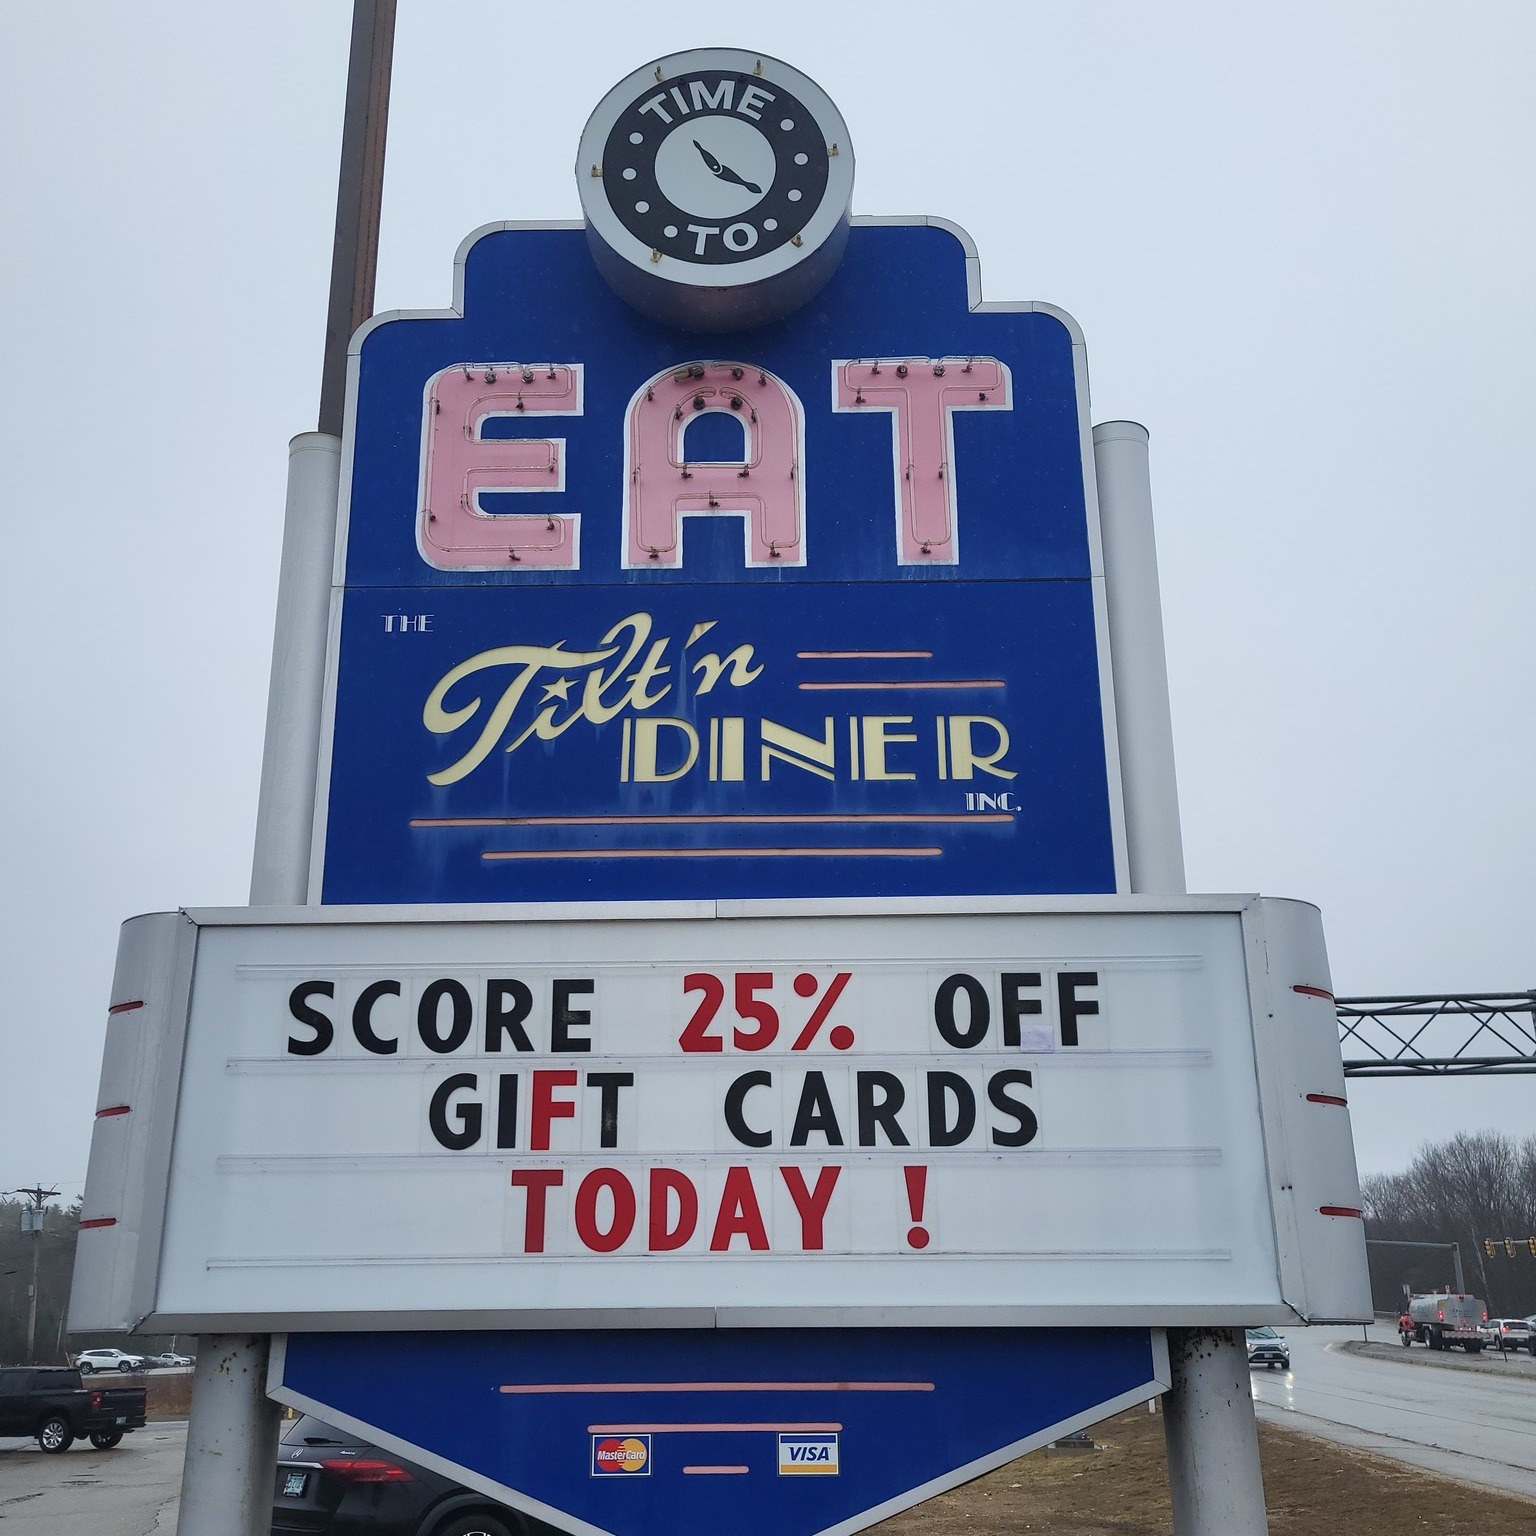 TIME
TO
EAT
THE
Tilt'n
DINER
INC.
SCORE 25% OFF
GIFT CARDS
TODAY !
MasterCard VISA